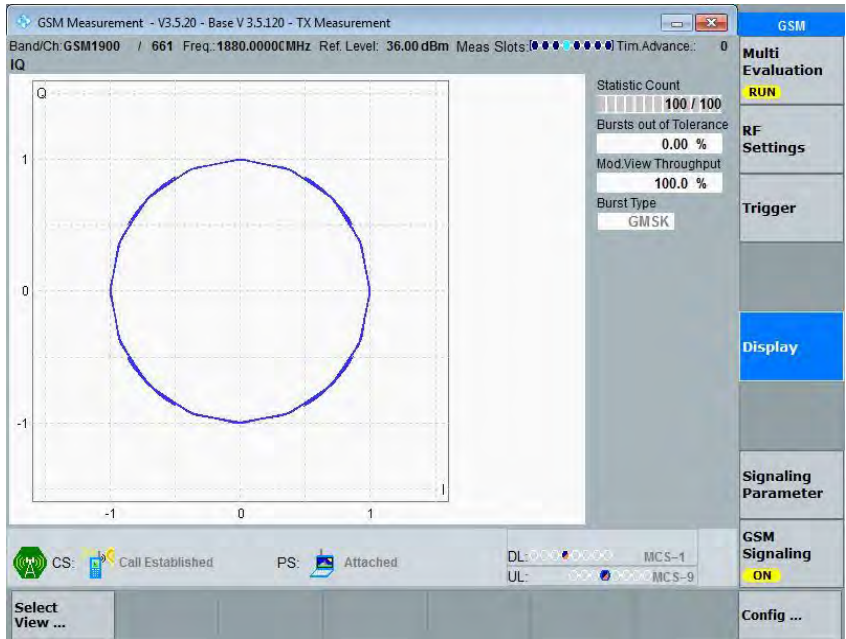 GSM Measurement - V3.5.20 - Base V 3.5.120 - TX Measurement
Band/Ch: GSM1900 / 661 Freq.: 1880.0000 MHz Ref. Level: 36.00 dBm Meas Slots: Tim.Advance.: 0
IQ
Q
1
0
-1
-1 0 1
I
Statistic Count
100 / 100
Bursts out of Tolerance
0.00 %
Mod.View Throughput
100.0 %
Burst Type
GMSK
GSM
Multi
Evaluation
RUN
RF
Settings
Trigger
Display
Signaling
Parameter
GSM
Signaling
ON
CS: Call Established PS: Attached
DL: MCS-1
UL: MCS-9
Select
View ...
Config ...